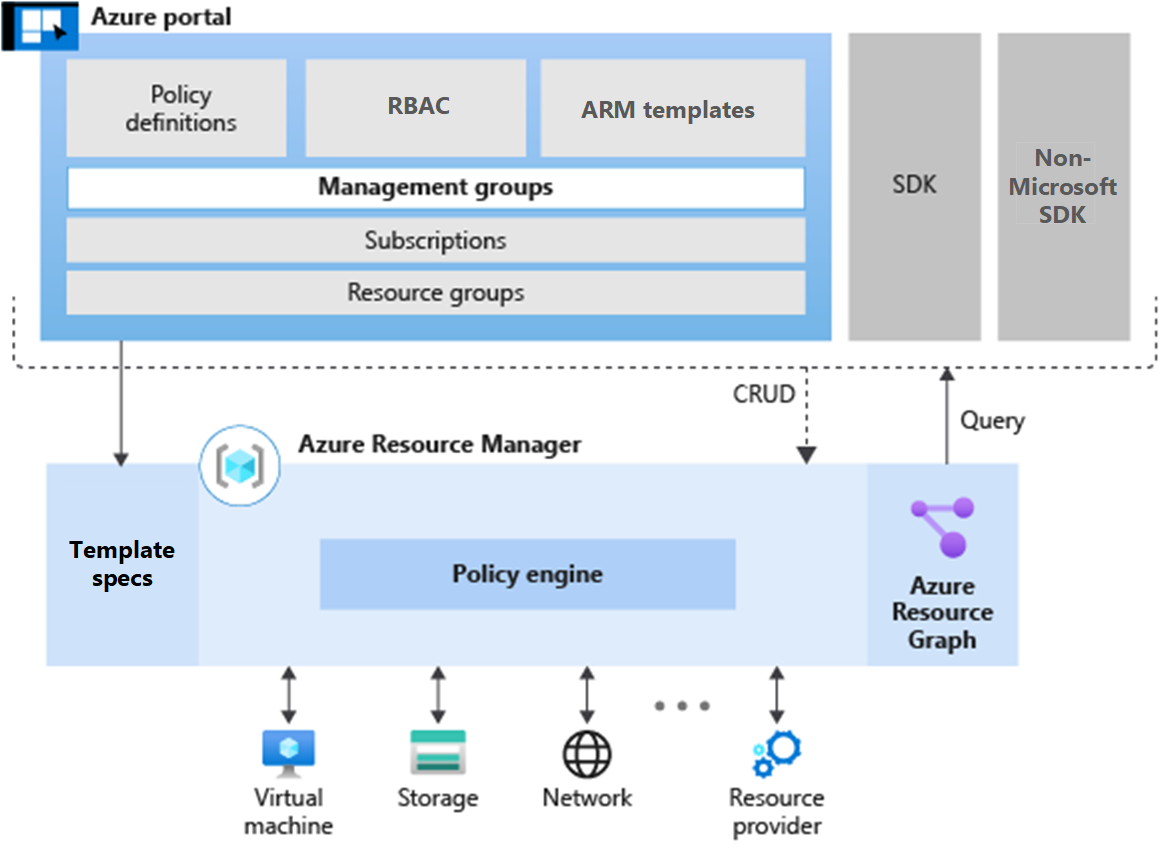 Azure portal
Policy
definitions
RBAC
ARM templates
Management groups
Subscriptions
Resource groups
SDK
Non-
Microsoft
SDK
CRUD
Query
Azure Resource Manager
Template
specs
Policy engine
Azure
Resource
Graph
Virtual
machine
Storage
Network
Resource
provider